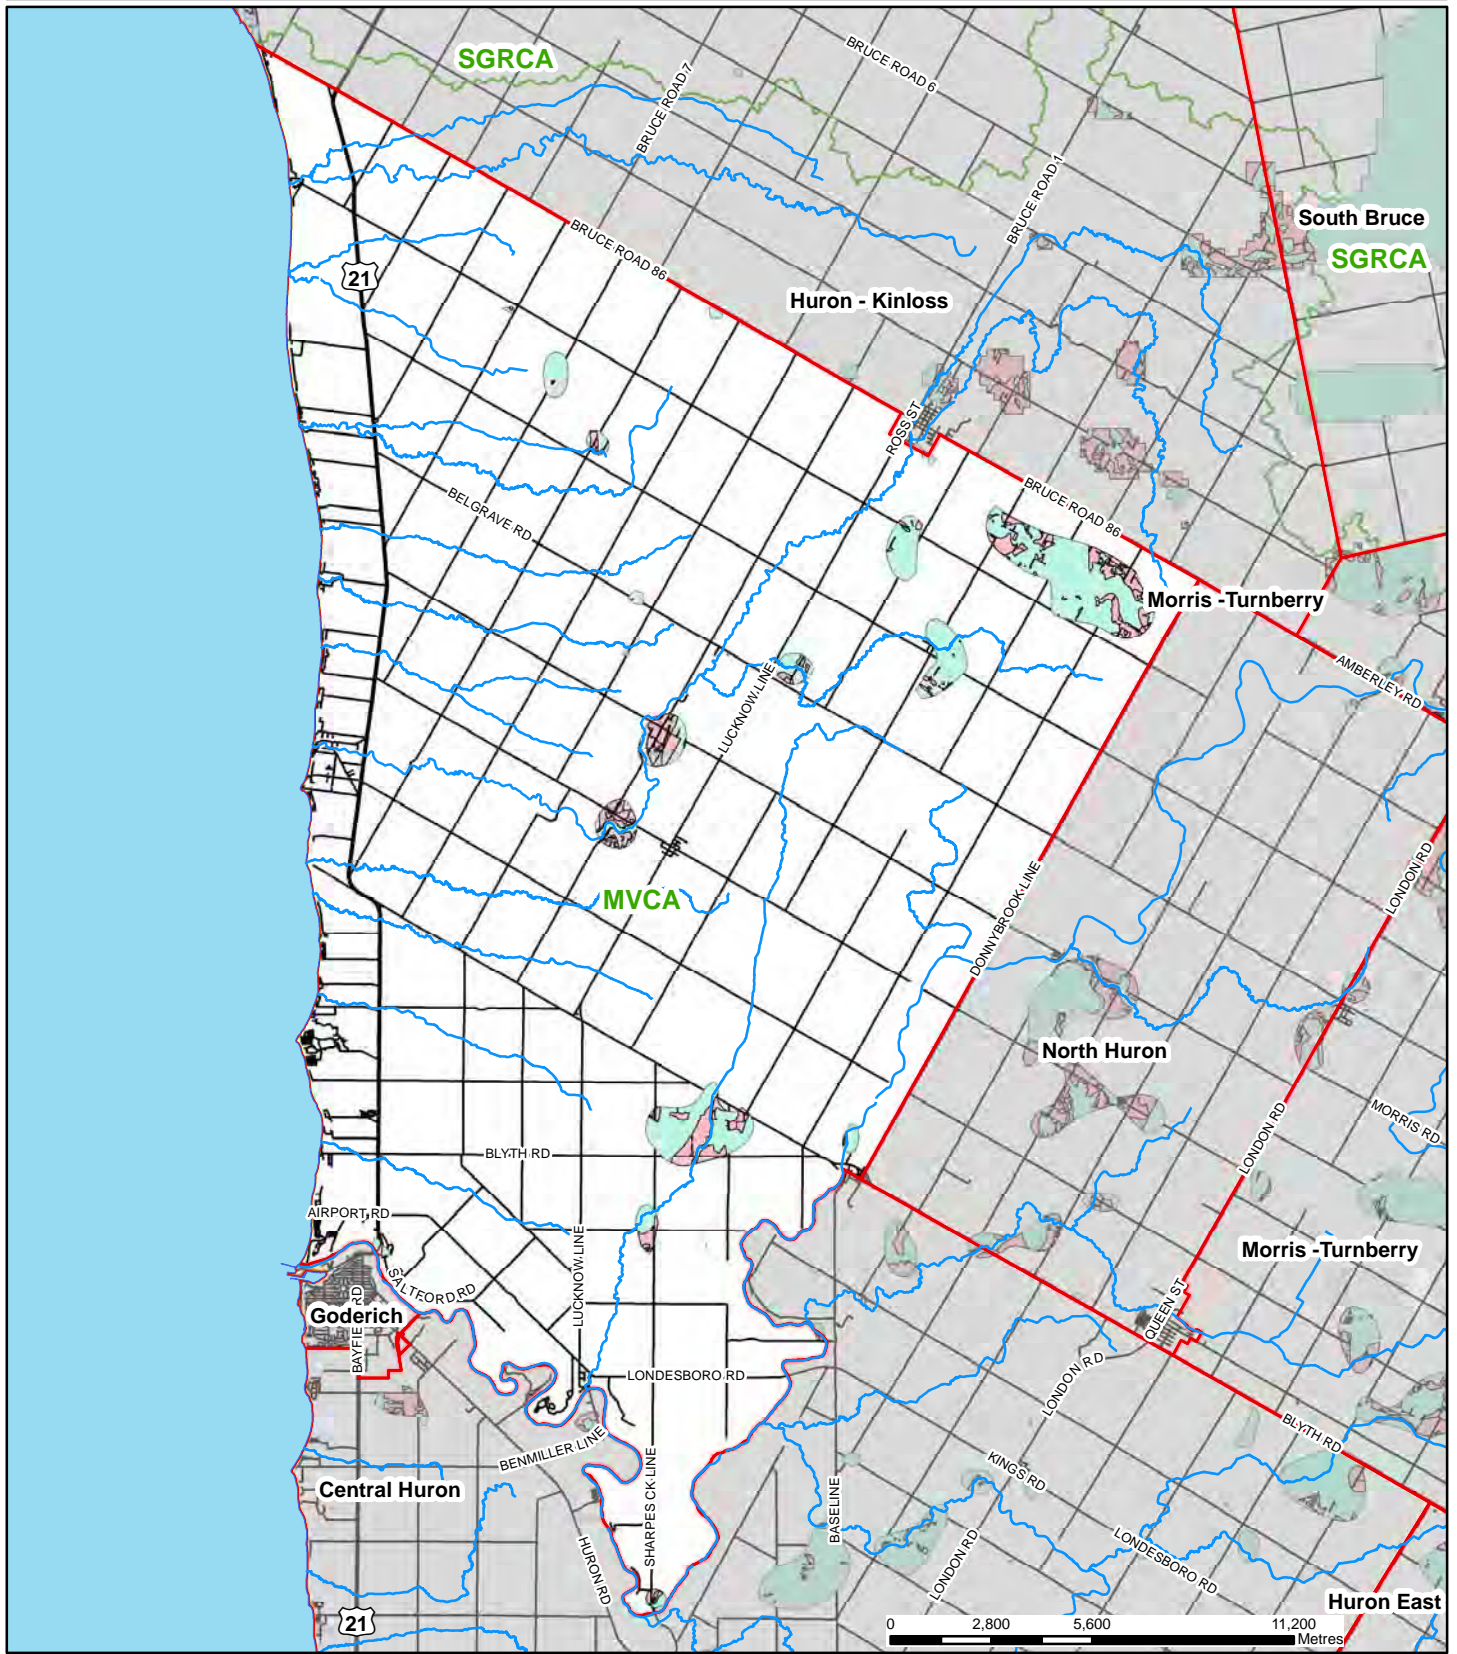 SGRCA
BRUCE ROAD 7
BRUCE ROAD 6
BRUCE ROAD 1
South Bruce
SGRCA
BRUCE ROAD 86
21
Huron - Kinloss
ROSS ST
BRUCE ROAD 86
BELGRAVE RD
Morris -Turnberry
AMBERLEY RD
LUCKNOW LINE
LONDON RD
MVCA
DONNYBROOK LINE
North Huron
LONDON RD
MORRIS RD
BLYTH RD
AIRPORT RD
LUCKNOW LINE
Morris -Turnberry
SALTFORD RD
Goderich
BAYFIE RD
QUEEN ST
LONDESBORO RD
LONDON RD
BLYTH RD
BENMILLER LINE
KINGS RD
Central Huron
SHARPES CK LINE
BASELINE
HURON RD
LONDON RD
LONDESBORO RD
Huron East
21
0 2,800 5,600 11,200
Metres